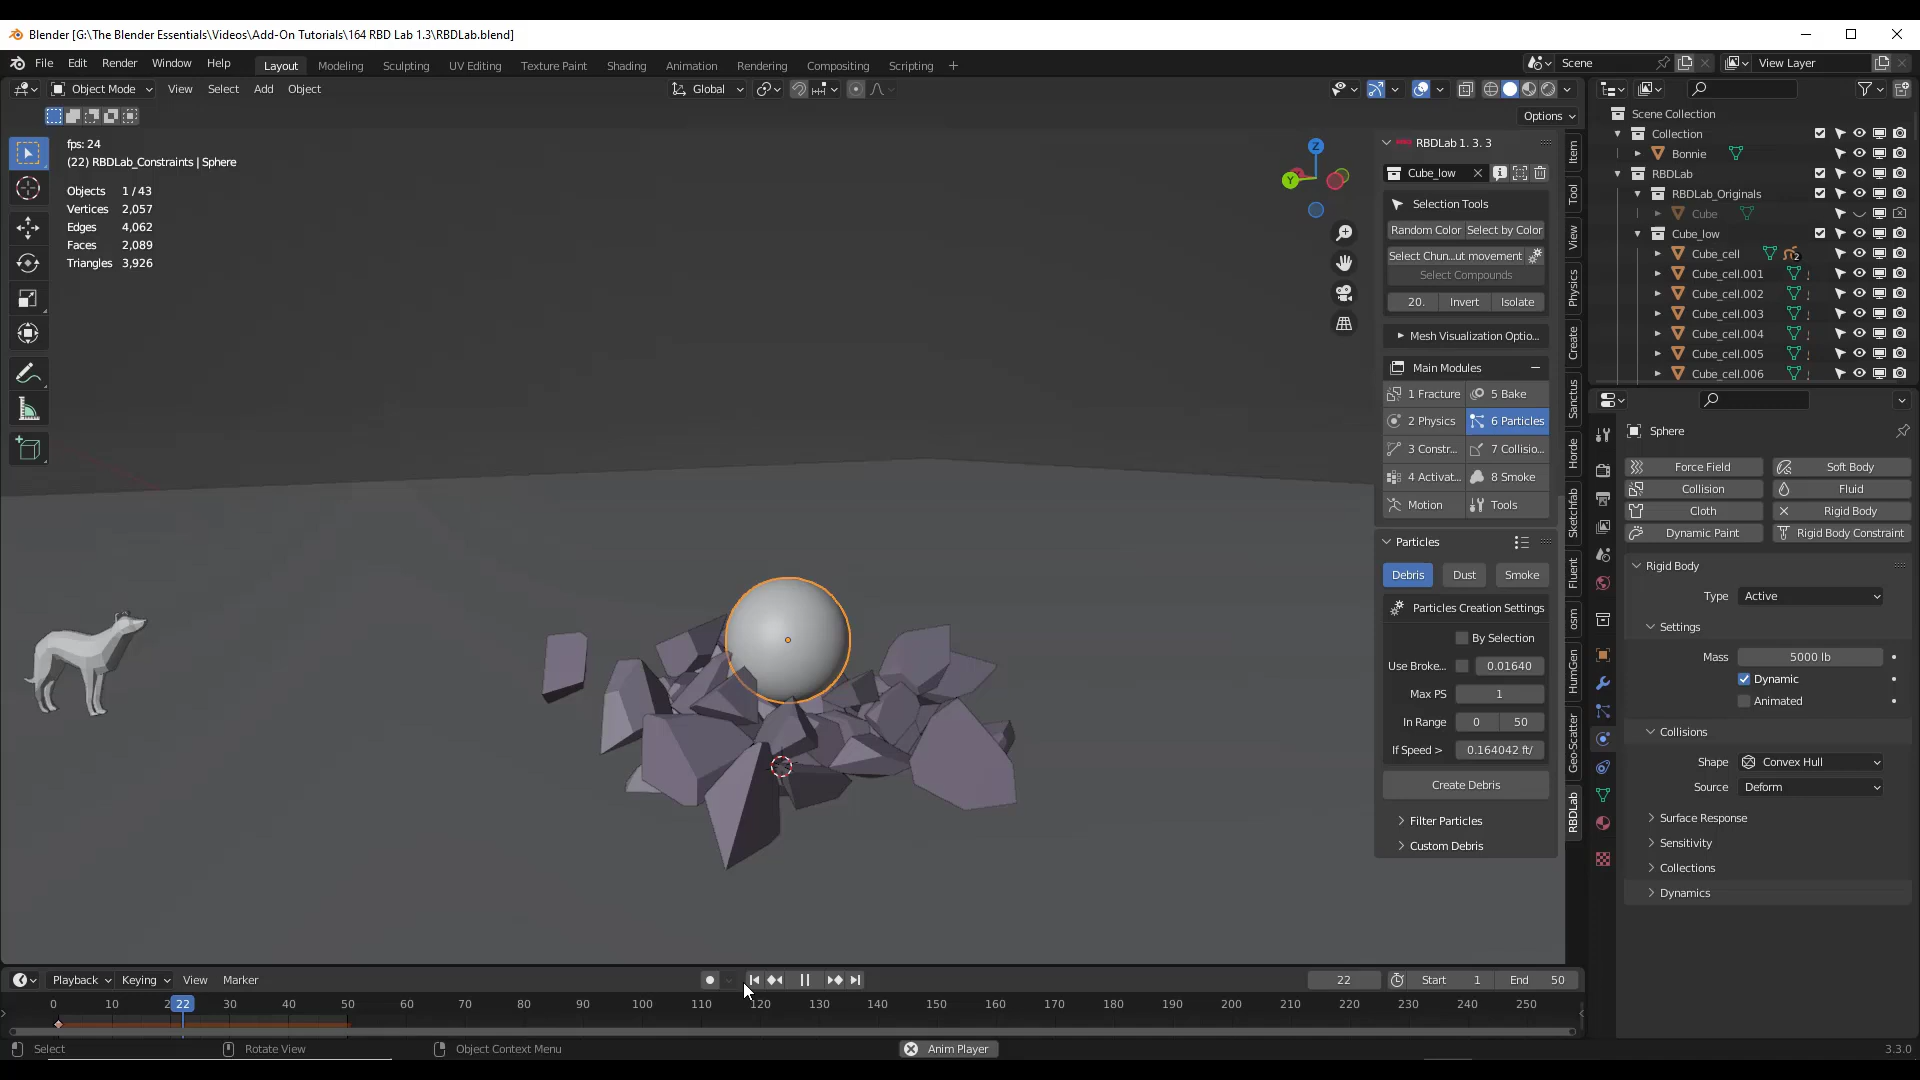 Blender [G:\The Blender Essentials\Videos\Add-On Tutorials\164 RBD Lab 1.3\RBDLab.blend]
File Edit Render Window Help Layout Modeling Sculpting UV Editing Texture Paint Shading Animation Rendering Compositing Scripting + Scene View Layer
Object Mode View Select Add Object Global
Options
fps: 24
(22) RBDLab_Constraints | Sphere
Objects 1 / 43
Vertices 2,057
Edges 4,062
Faces 2,089
Triangles 3,926
Z
Y
RBDLab 1. 3. 3
Cube_low
Selection Tools
Random Color Select by Color
Select Chun...ut movement
Select Compounds
20. Invert Isolate
Mesh Visualization Optio...
Main Modules
1 Fracture 5 Bake
2 Physics 6 Particles
3 Constr... 7 Collisio...
4 Activat... 8 Smoke
Motion Tools
Particles
Debris Dust Smoke
Particles Creation Settings
By Selection
Use Broke... 0.01640
Max PS 1
In Range 0 50
If Speed > 0.164042 ft/
Create Debris
Filter Particles
Custom Debris
Item
Tool
View
Physics
Create
Sanctus
Horde
Sketchfab
Fluent
osm
HumGen
Geo-Scatter
RBDLab
Scene Collection
Collection
Bonnie
RBDLab
RBDLab_Originals
Cube
Cube_low
Cube_cell 2
Cube_cell.001
Cube_cell.002
Cube_cell.003
Cube_cell.004
Cube_cell.005
Cube_cell.006
Sphere
Force Field Soft Body
Collision Fluid
Cloth Rigid Body
Dynamic Paint Rigid Body Constraint
Rigid Body
Type Active
Settings
Mass 5000 lb
Dynamic
Animated
Collisions
Shape Convex Hull
Source Deform
Surface Response
Sensitivity
Collections
Dynamics
Playback Keying View Marker 22 Start 1 End 50
0 10 2 22 30 40 50 60 70 80 90 100 110 120 130 140 150 160 170 180 190 200 210 220 230 240 250
Select Rotate View Object Context Menu Anim Player 3.3.0